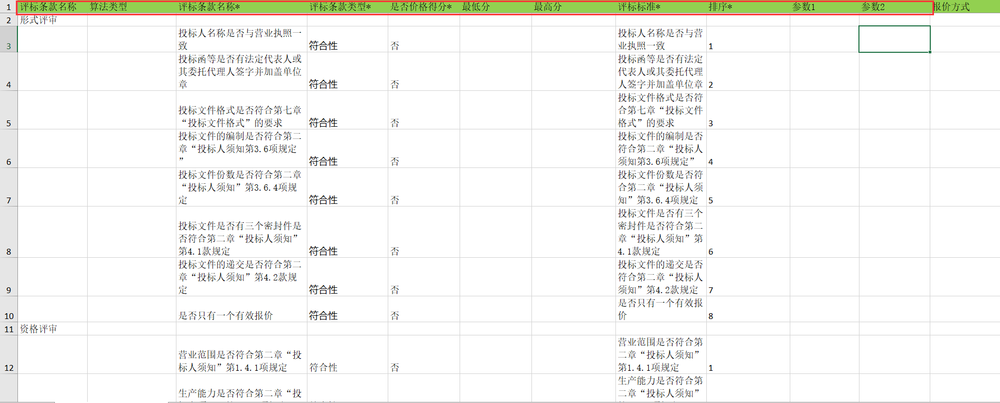 1 评标条款名称 算法类型 评标条款名称* 评标条款类型* 是否价格得分* 最低分 最高分 评标标准* 排序* 参数1 参数2 报价方式
2 形式评审
投标人名称是否与营业执照一
致
3 符合性 否
投标人名称是否与营
业执照一致
1
投标函等是否有法定代表人或
其委托代理人签字并加盖单位
章
4 符合性 否
投标函等是否有法定
代表人或其委托代理
人签字并加盖单位章
2
投标文件格式是否符合第七章
“投标文件格式”的要求
5 符合性 否
投标文件格式是否符
合第七章“投标文件
格式”的要求
3
投标文件的编制是否符合第二
章“投标人须知第3.6项规定
”
6 符合性 否
投标文件的编制是否
符合第二章“投标人
须知第3.6项规定”
4
投标文件份数是否符合第二章
“投标人须知”第3.6.4项规
定
7 符合性 否
投标文件份数是否符
合第二章“投标人须
知”第3.6.4项规定
5
投标文件是否有三个密封件是
否符合第二章“投标人须知”
第4.1款规定
8 符合性 否
投标文件是否有三个
密封件是否符合第二
章“投标人须知”第
4.1款规定
6
投标文件的递交是否符合第二
章“投标人须知”第4.2款规
定
9 符合性 否
投标文件的递交是否
符合第二章“投标人
须知”第4.2款规定
7
10 是否只有一个有效报价 符合性 否
是否只有一个有效报
价
8
11 资格评审
营业范围是否符合第二章“投
标人须知”第1.4.1项规定
12 符合性 否
营业范围是否符合第
二章“投标人须知”
第1.4.1项规定
1
生产能力是否符合第二章“投
生产能力是否符合第
二章“投标人须知”